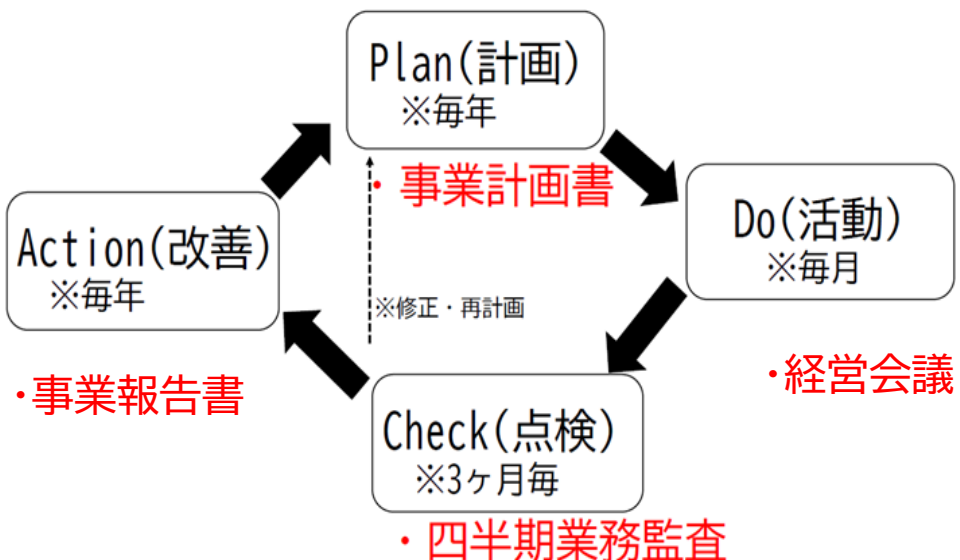 Plan(計画)
※毎年
・事業計画書
Do(活動)
※毎月
・経営会議
Check(点検)
※3ヶ月毎
・四半期業務監査
Action(改善)
※毎年
・事業報告書
※修正・再計画